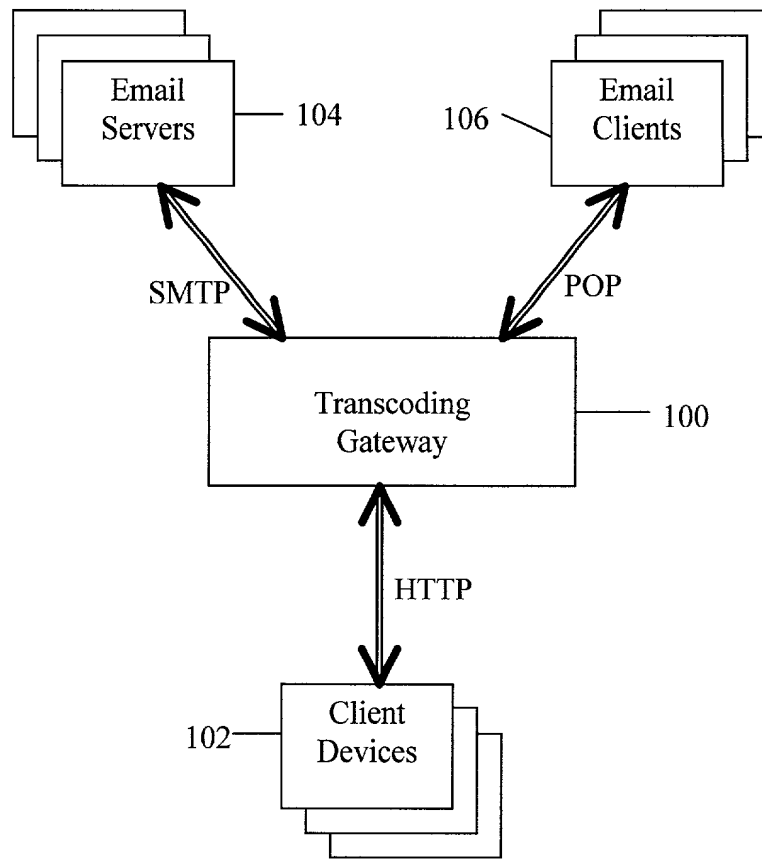 Email
Servers
104
106
Email
Clients
SMTP
POP
Transcoding
Gateway
100
HTTP
102
Client
Devices